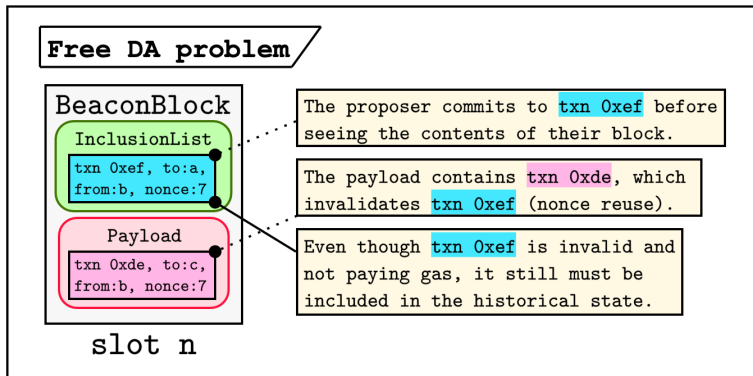 Free DA problem
BeaconBlock
InclusionList
txn 0xef, to:a,
from:b, nonce:7
Payload
txn 0xde, to:c,
from:b, nonce:7
slot n
The proposer commits to txn 0xef before
seeing the contents of their block.
The payload contains txn 0xde, which
invalidates txn 0xef (nonce reuse).
Even though txn 0xef is invalid and
not paying gas, it still must be
included in the historical state.